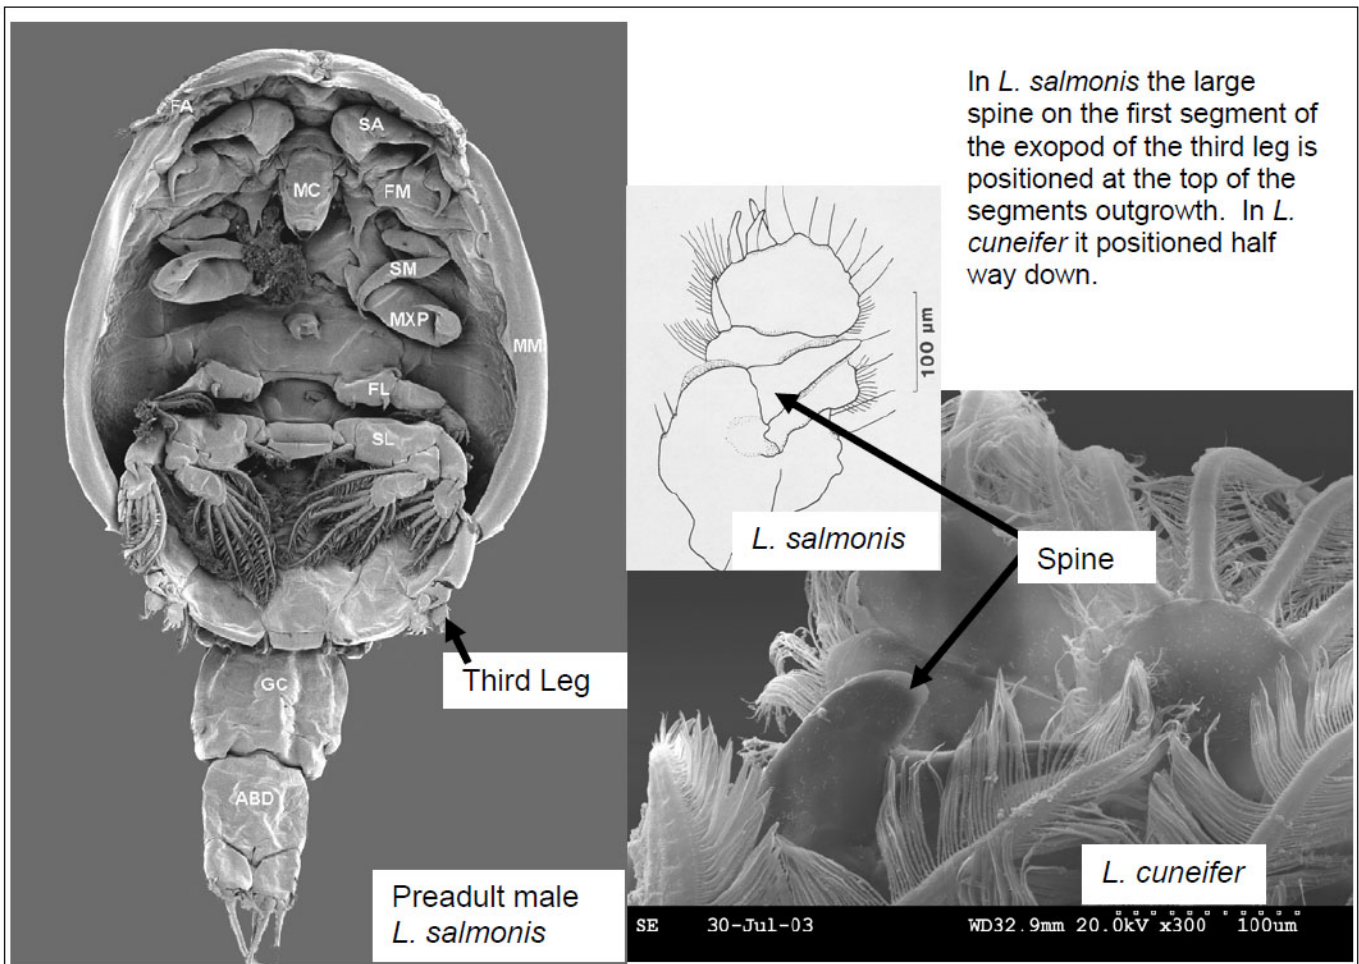 In L. salmonis the large
spine on the first segment of
the exopod of the third leg is
positioned at the top of the
segments outgrowth. In L.
cuneifer it positioned half
way down.
FA
SA
MC
FM
SM
MXP
MM
FL
SL
GC
ABD
Third Leg
Preadult male
L. salmonis
100 µm
L. salmonis
Spine
L. cuneifer
SE 30-Jul-03 WD32.9mm 20.0kV x300 100um